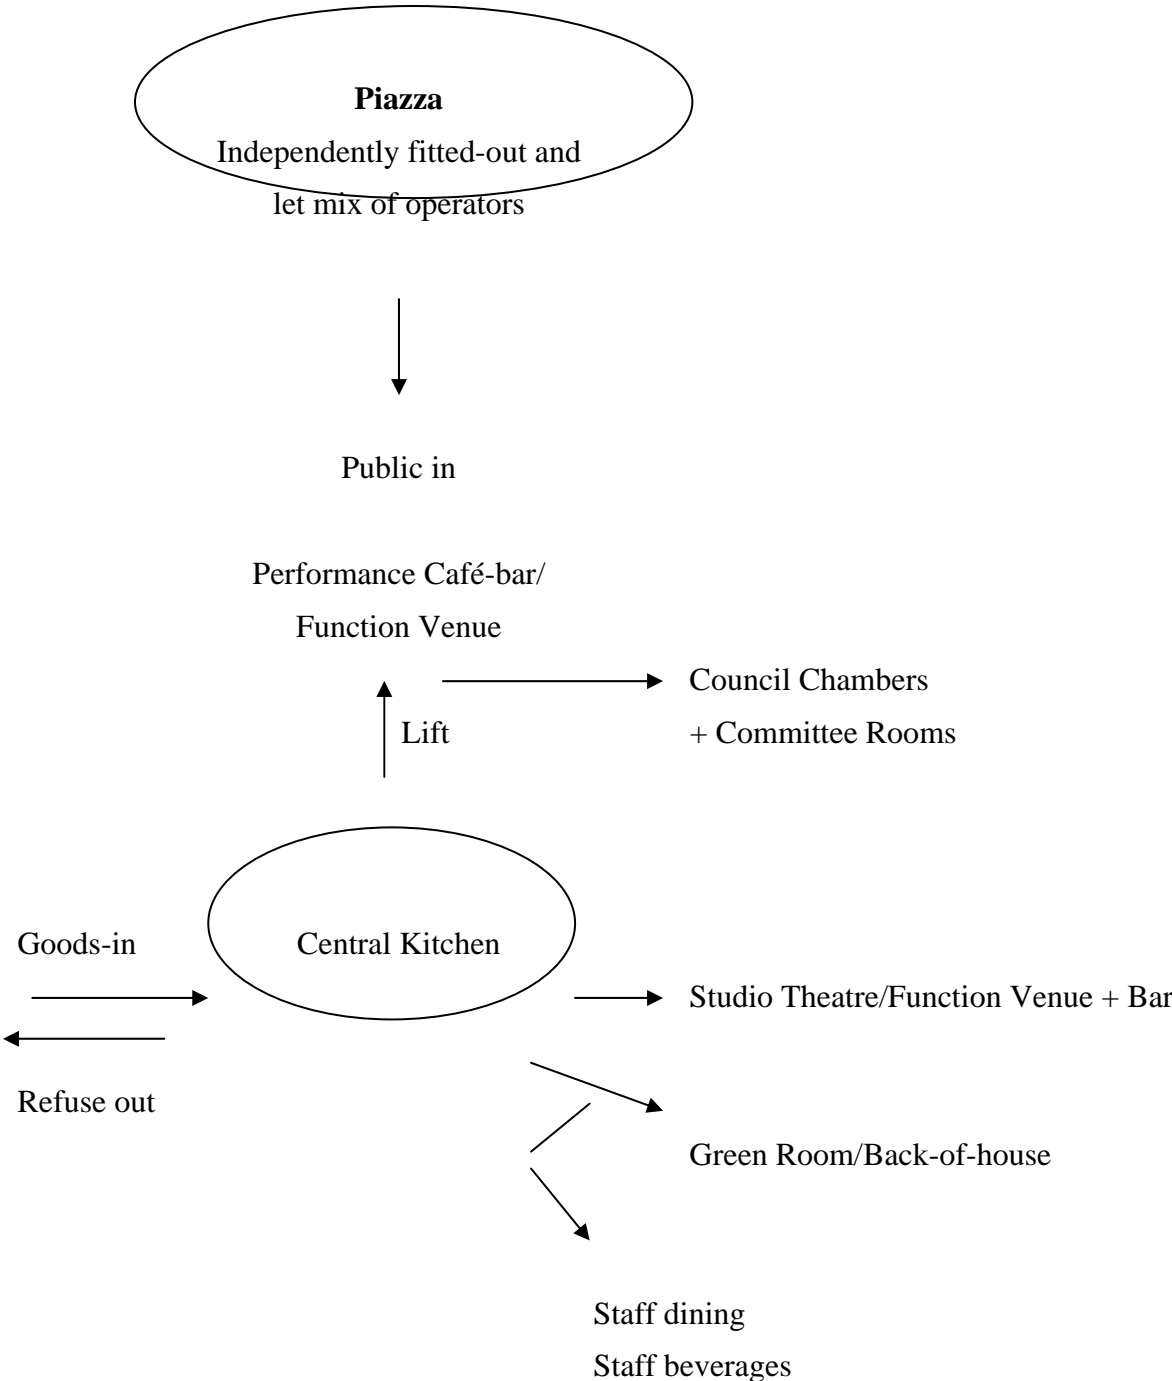 Piazza
Independently fitted-out and
let mix of operators
Public in
Performance Café-bar/
Function Venue
Council Chambers
Lift
+ Committee Rooms
Goods-in
Central Kitchen
Studio Theatre/Function Venue + Bar
Refuse out
Green Room/Back-of-house
Staff dining
Staff beverages